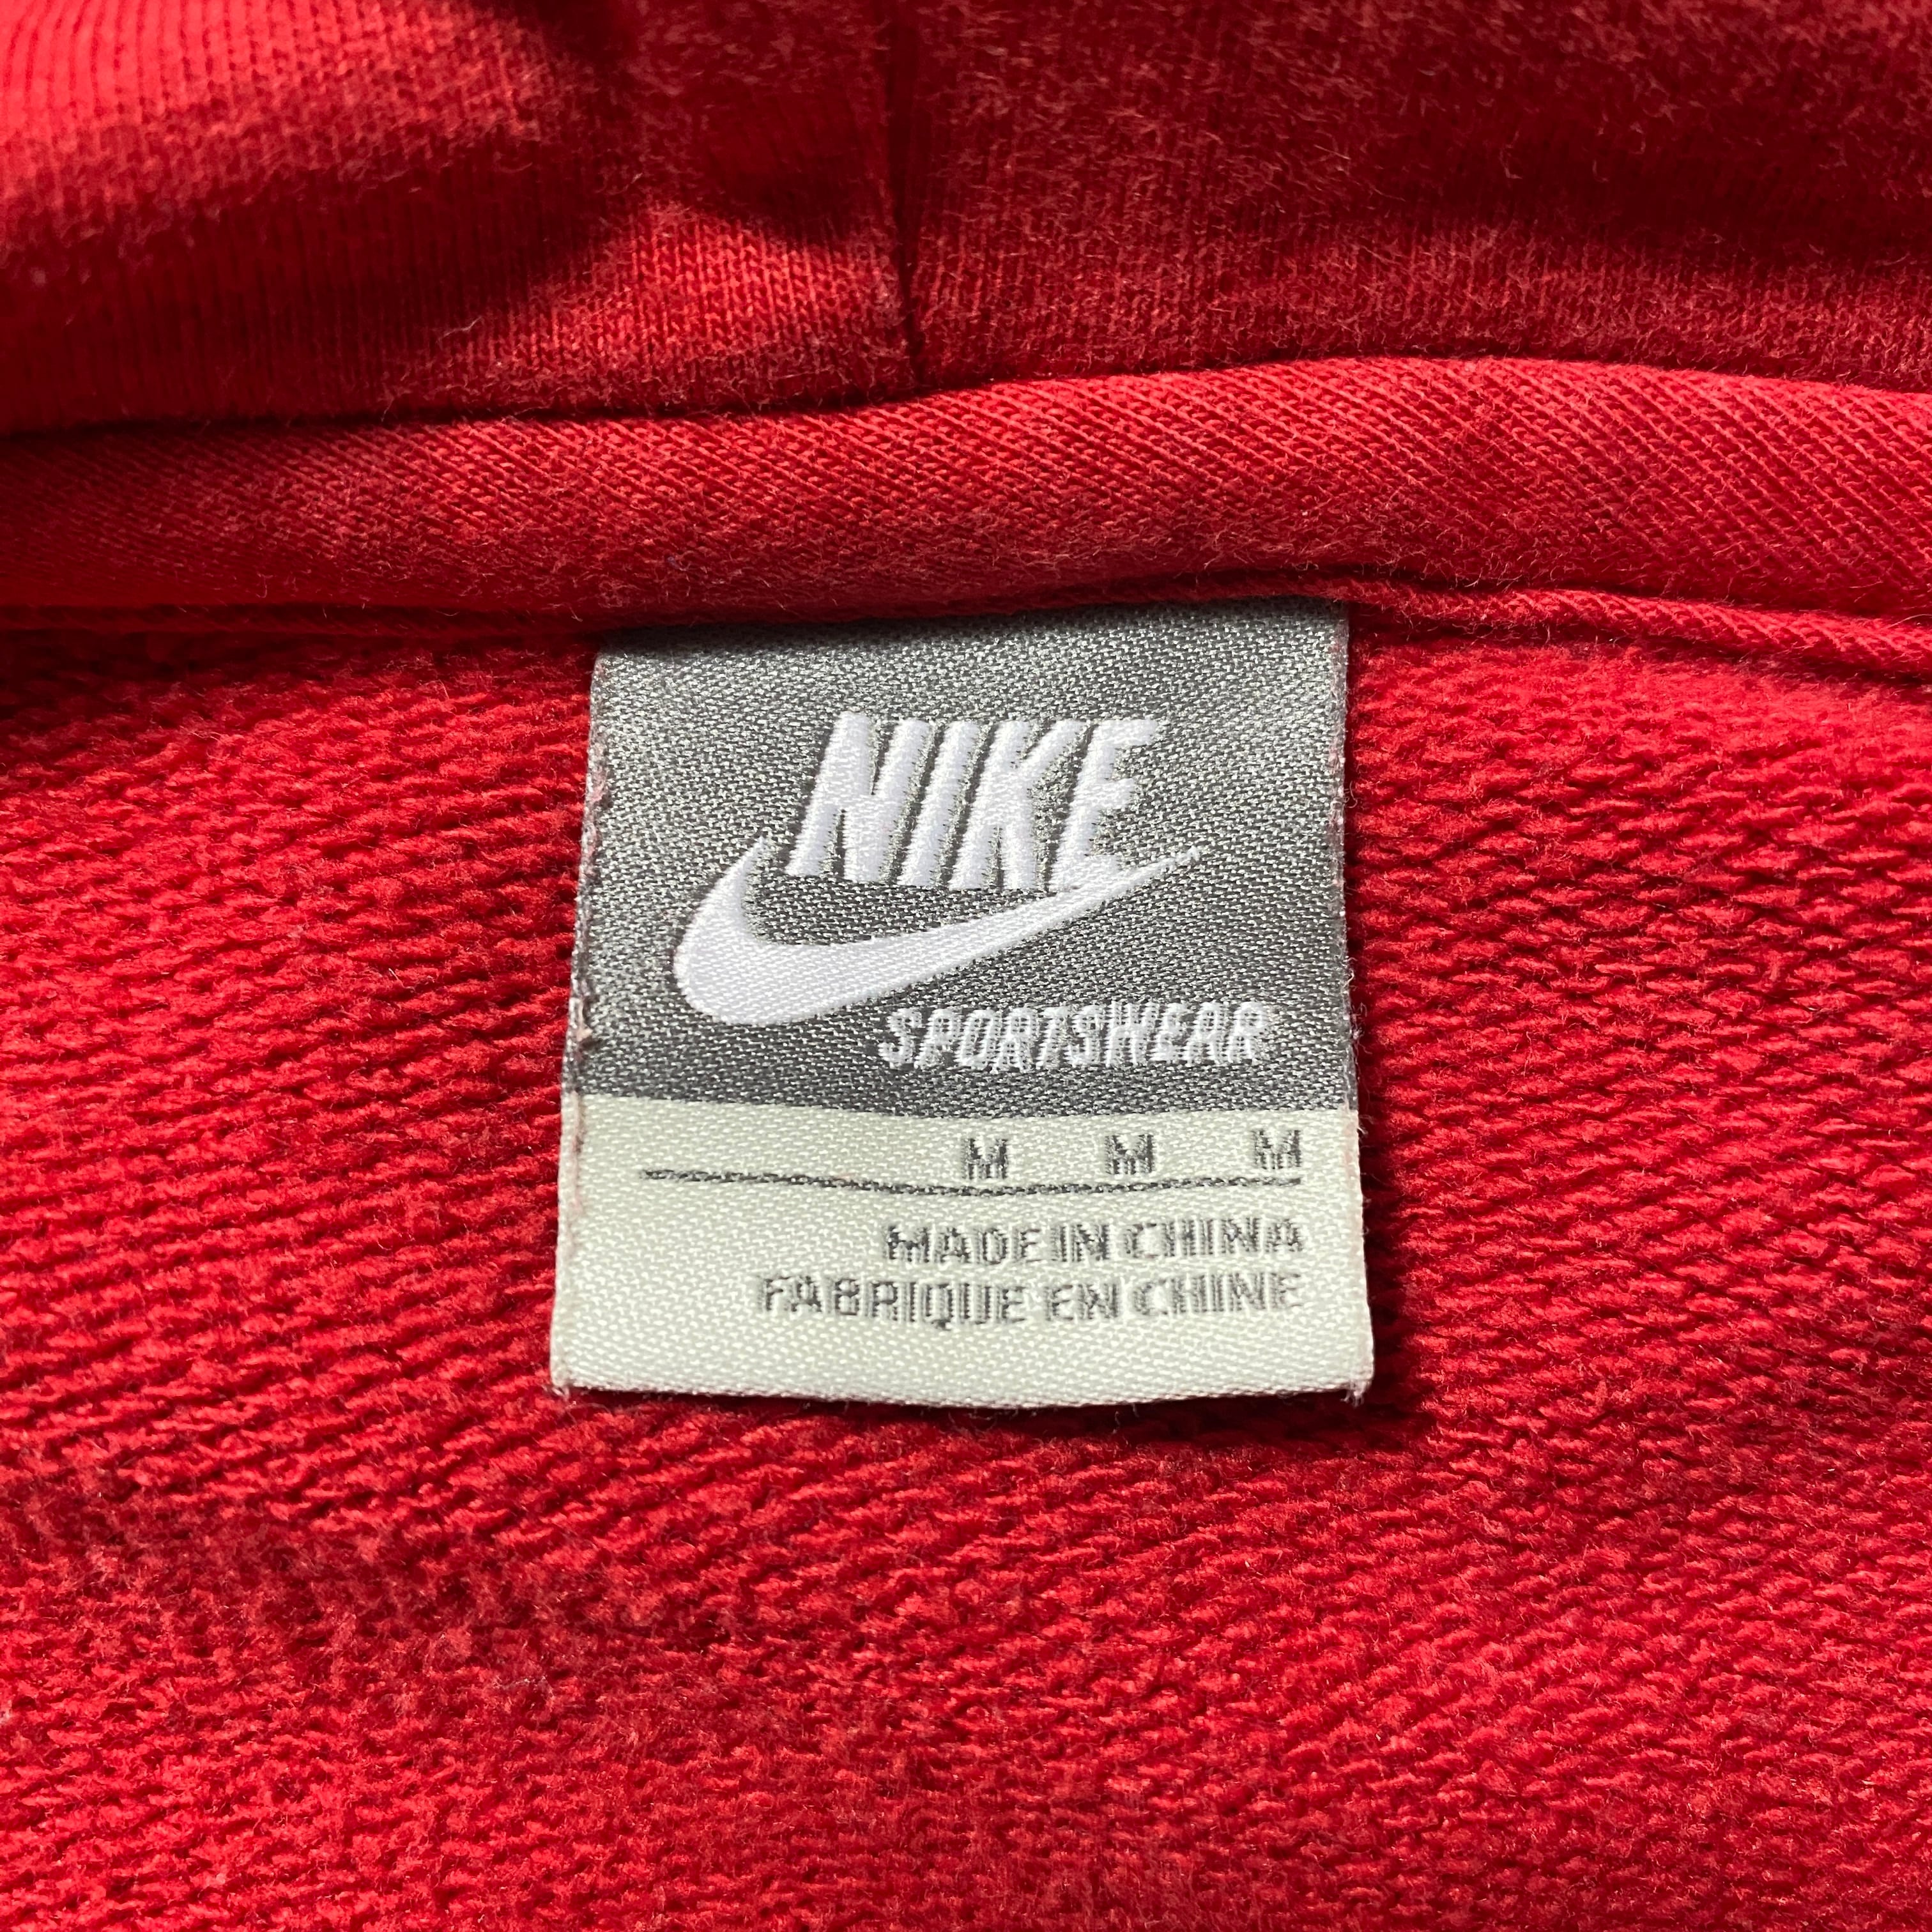 NIKE
SPORTSWEAR
M M M
MADE IN CHINA
FABRIQUE EN CHINE